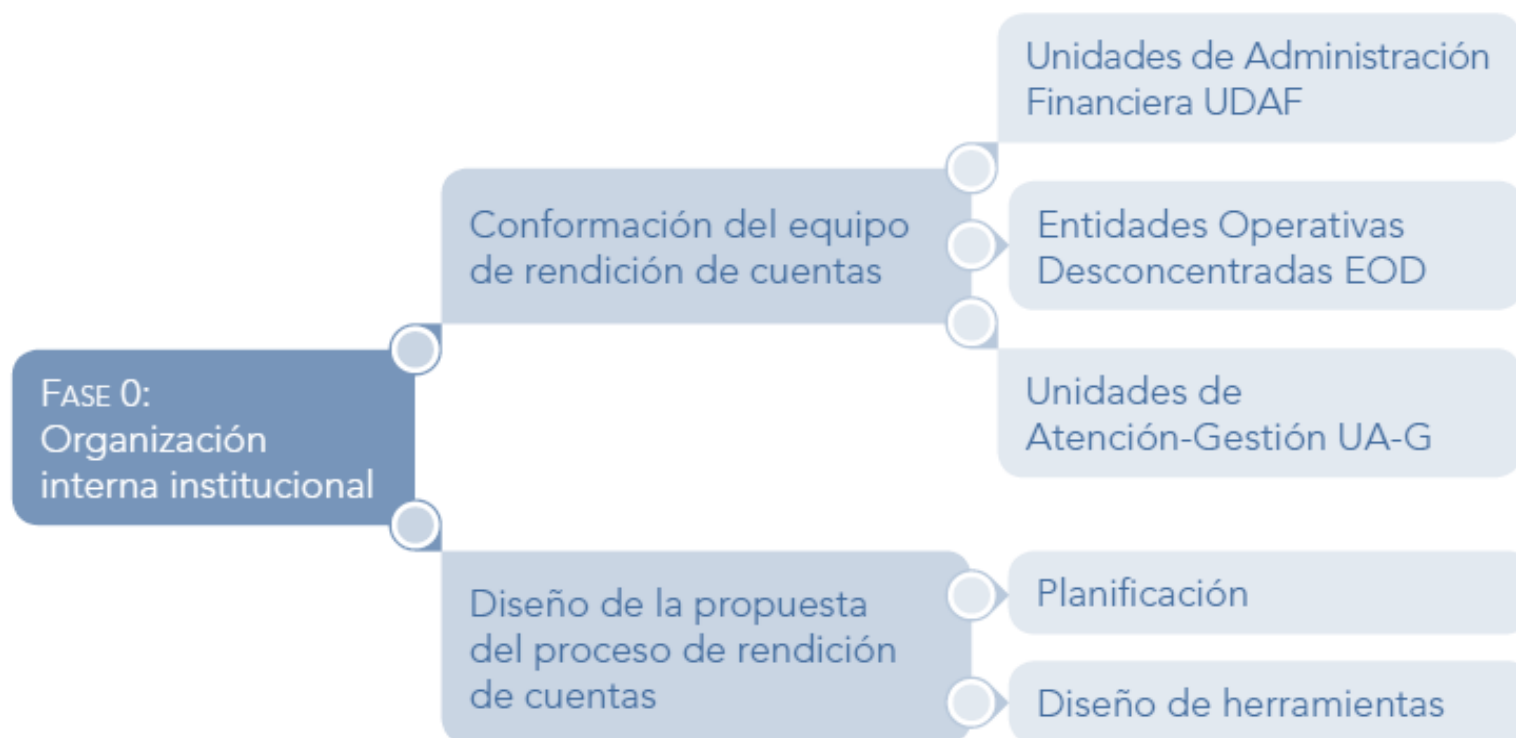 FASE 0:
Organización
interna institucional
Conformación del equipo
de rendición de cuentas
Unidades de Administración
Financiera UDAF
Entidades Operativas
Desconcentradas EOD
Unidades de
Atención-Gestión UA-G
Diseño de la propuesta
del proceso de rendición
de cuentas
Planificación
Diseño de herramientas